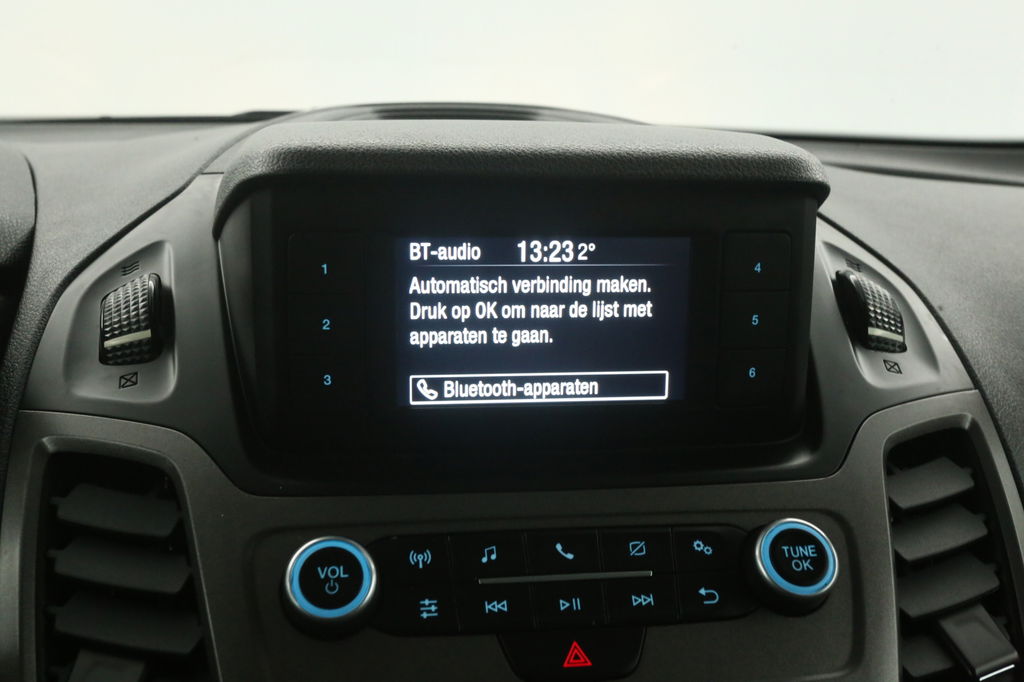 BT-audio 13:23 2°
Automatisch verbinding maken.
Druk op OK om naar de lijst met
apparaten te gaan.
Bluetooth-apparaten
1
2
3
4
5
6
VOL
TUNE
OK